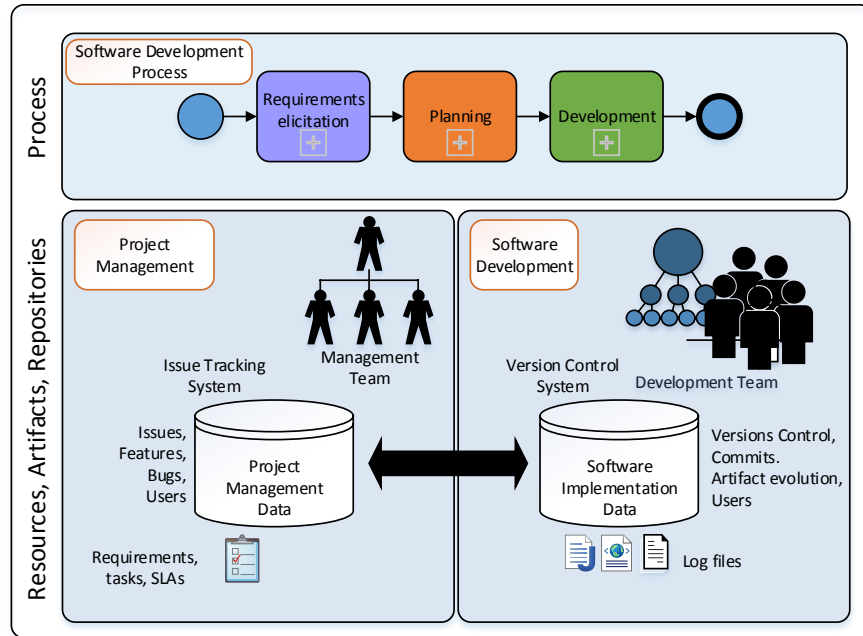 Process
Software Development
Process
Requirements
elicitation
Planning
Development
Resources, Artifacts, Repositories
Project
Management
Management
Team
Issue Tracking
System
Issues,
Features,
Bugs,
Users
Project
Management
Data
Requirements,
tasks, SLAs
Software
Development
Development Team
Version Control
System
Software
Implementation
Data
Versions Control,
Commits.
Artifact evolution,
Users
Log files